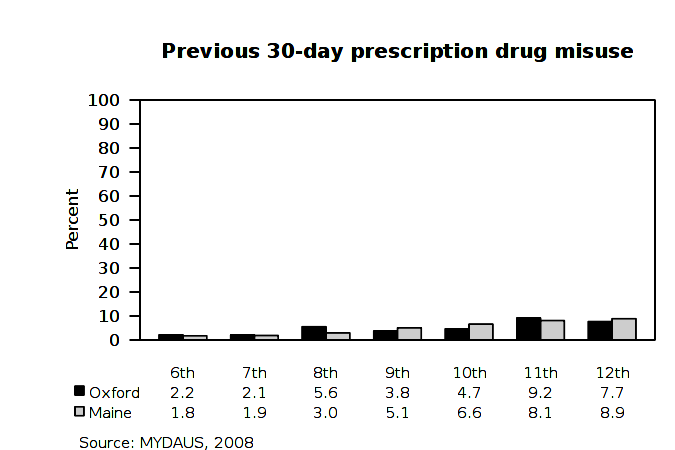 Previous 30-day prescription drug misuse
100
90
80
70
60
50
40
30
20
10
0
Percent
6th 7th 8th 9th 10th 11th 12th
Oxford 2.2 2.1 5.6 3.8 4.7 9.2 7.7
Maine 1.8 1.9 3.0 5.1 6.6 8.1 8.9
Source: MYDAUS, 2008